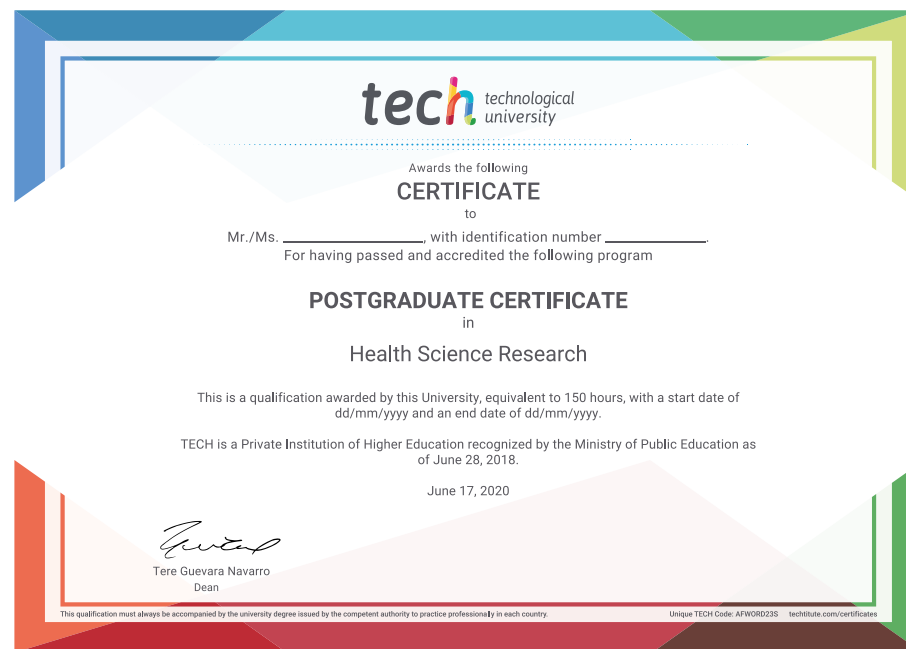 tech technological
university
Awards the following
CERTIFICATE
to
Mr./Ms. ____________, with identification number ____________.
For having passed and accredited the following program
POSTGRADUATE CERTIFICATE
in
Health Science Research
This is a qualification awarded by this University, equivalent to 150 hours, with a start date of
dd/mm/yyyy and an end date of dd/mm/yyyy.
TECH is a Private Institution of Higher Education recognized by the Ministry of Public Education as
of June 28, 2018.
June 17, 2020
Tere Guevara Navarro
Dean
This qualification must always be accompanied by the university degree issued by the competent authority to practice professionally in each country. Unique TECH Code: AFWORD23S techtitute.com/certificates